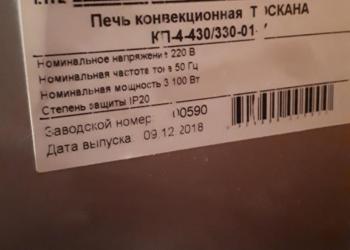 Печь конвекционная ТОСКАНА
КП-4-430/330-01
Номинальное напряжение 220 В
Номинальная частота тока 50 Гц
Номинальная мощность 3 100 Вт
Степень защиты IP20
Заводской номер: 00590
Дата выпуска: 09.12.2018